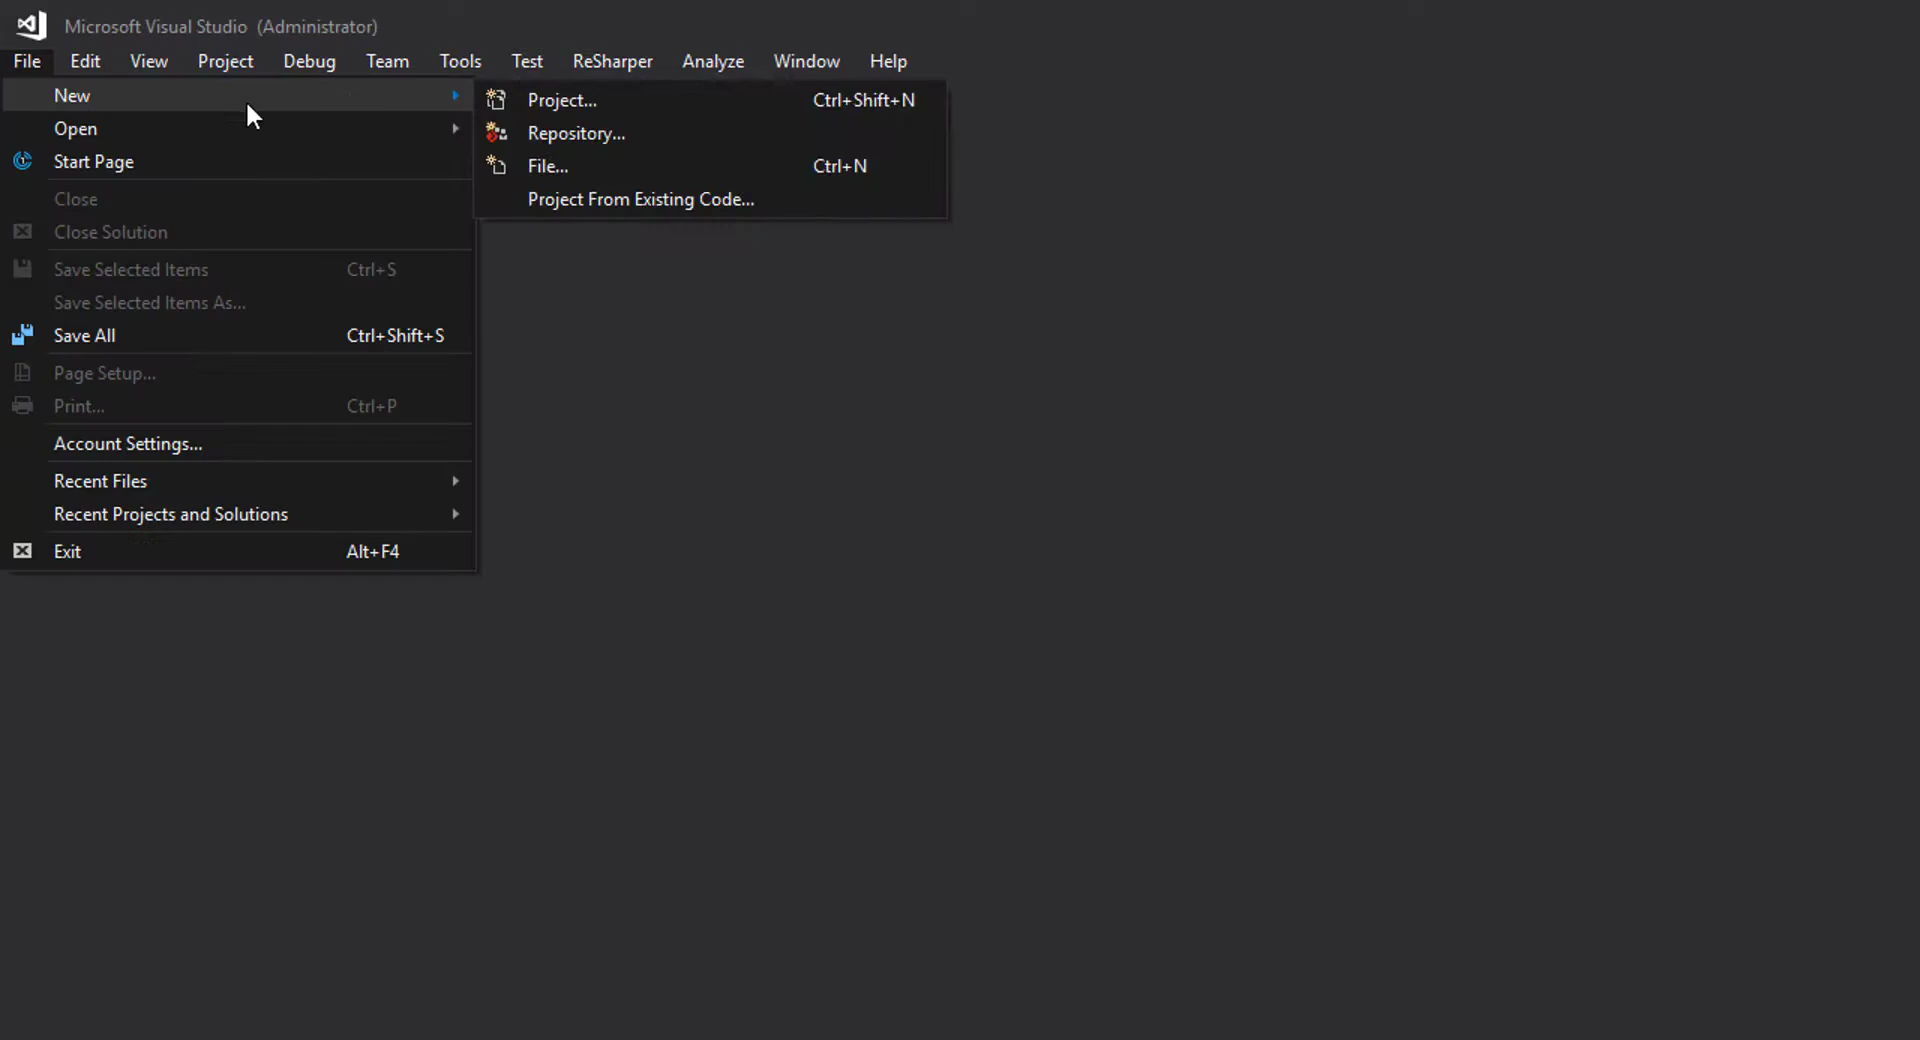 Microsoft Visual Studio (Administrator)
File Edit View Project Debug Team Tools Test ReSharper Analyze Window Help
New
Open
Start Page
Close
Close Solution
Save Selected Items Ctrl+S
Save Selected Items As...
Save All Ctrl+Shift+S
Page Setup...
Print... Ctrl+P
Account Settings...
Recent Files
Recent Projects and Solutions
Exit Alt+F4
Project... Ctrl+Shift+N
Repository...
File... Ctrl+N
Project From Existing Code...